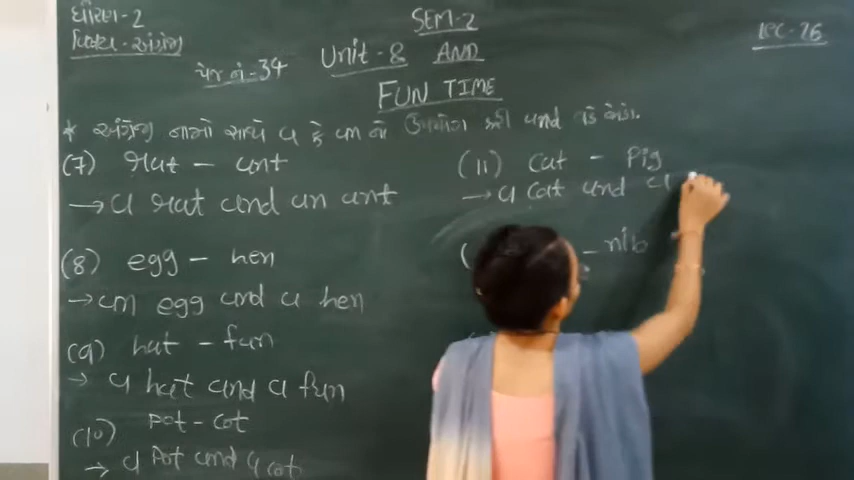 ધોરણ-2
વિષય-અંગ્રેજી
SEM-2
Lec-26
પેજ નં-34
Unit-8 AND
FUN TIME
* અંગ્રેજી નામો સાથે a કે an નો ઉપયોગ કરી and વડે જોડો.
(7) rat - ant
→ a rat and an ant
(8) egg - hen
→ an egg and a hen
(9) hat - fan
→ a hat and a fan
(10) pot - cot
→ a pot and a cot
(11) cat - pig
→ a cat and a
- nib